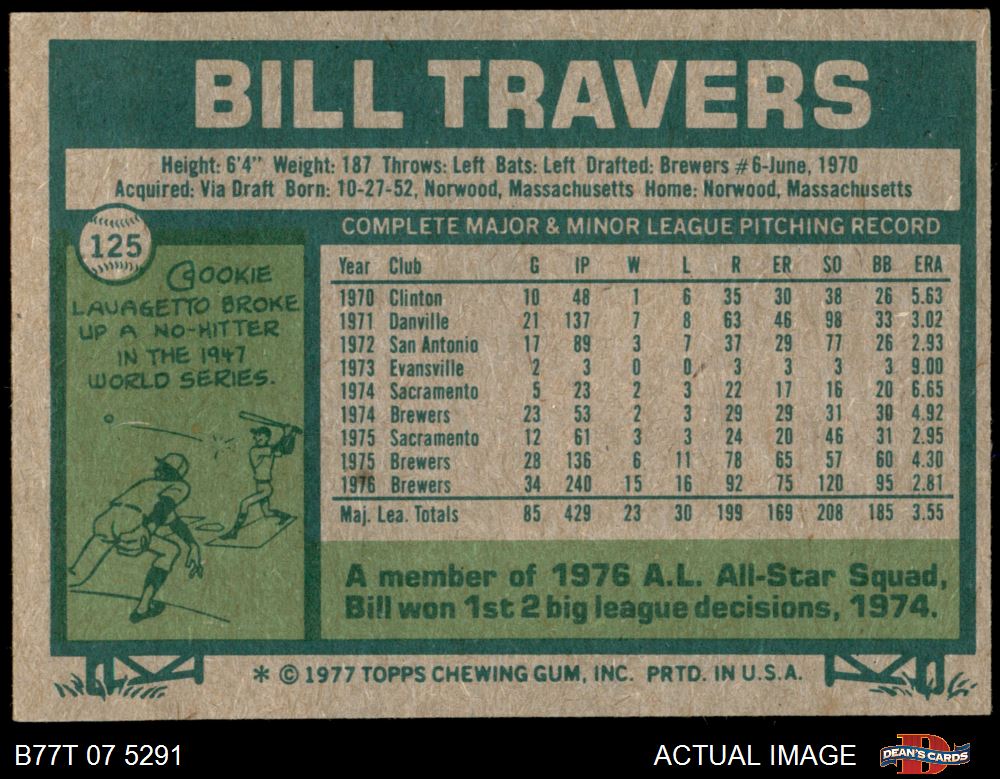 BILL TRAVERS
Height: 6'4" Weight: 187 Throws: Left Bats: Left Drafted: Brewers #6-June, 1970
Acquired: Via Draft Born: 10-27-52, Norwood, Massachusetts Home: Norwood, Massachusetts
125
COOKIE
LAVAGETTO BROKE
UP A NO-HITTER
IN THE 1947
WORLD SERIES.
COMPLETE MAJOR & MINOR LEAGUE PITCHING RECORD
Year Club G IP W L R ER SO BB ERA
1970 Clinton 10 48 1 6 35 30 38 26 5.63
1971 Danville 21 137 7 8 63 46 98 33 3.02
1972 San Antonio 17 89 3 7 37 29 77 26 2.93
1973 Evansville 2 3 0 0 3 3 3 3 9.00
1974 Sacramento 5 23 2 3 22 17 16 20 6.65
1974 Brewers 23 53 2 3 29 29 31 30 4.92
1975 Sacramento 12 61 3 3 24 20 46 31 2.95
1975 Brewers 28 136 6 11 78 65 57 60 4.30
1976 Brewers 34 240 15 16 92 75 120 95 2.81
Maj. Lea. Totals 85 429 23 30 199 169 208 185 3.55
A member of 1976 A.L. All-Star Squad,
Bill won 1st 2 big league decisions, 1974.
* © 1977 TOPPS CHEWING GUM, INC. PRTD. IN U.S.A.
B77T 07 5291
ACTUAL IMAGE
D
DEAN'S CARDS